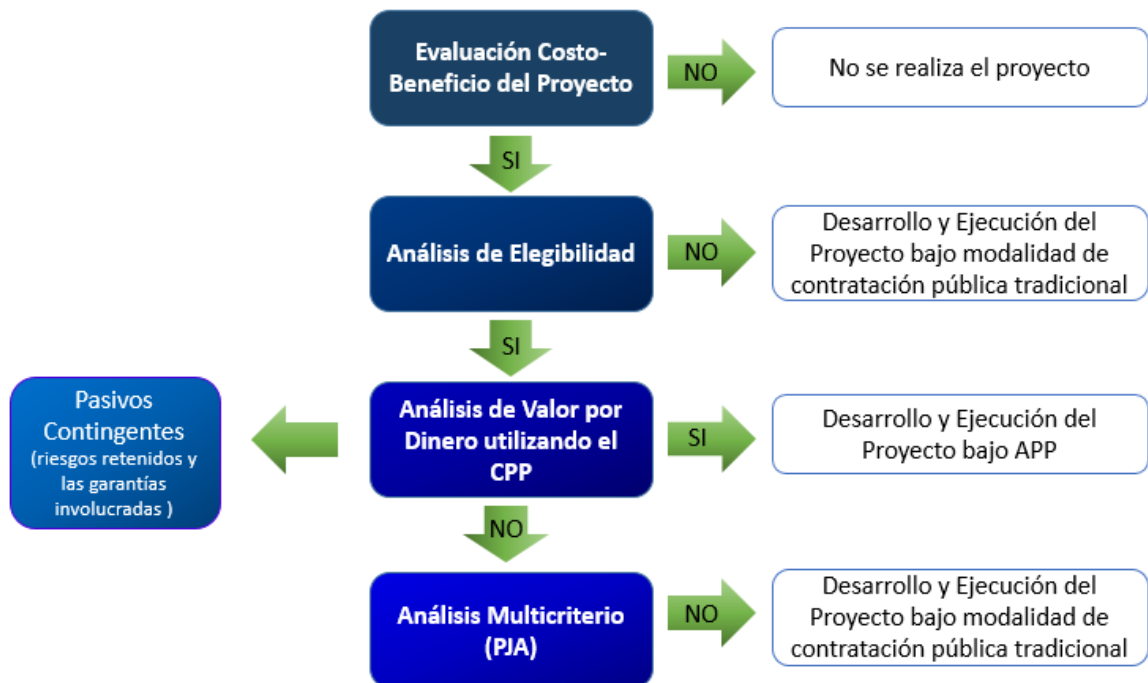 Evaluación Costo-
Beneficio del Proyecto
NO
No se realiza el proyecto
SI
Análisis de Elegibilidad
NO
Desarrollo y Ejecución del
Proyecto bajo modalidad de
contratación pública tradicional
SI
Pasivos
Contingentes
(riesgos retenidos y
las garantías
involucradas )
Análisis de Valor por
Dinero utilizando el
CPP
SI
Desarrollo y Ejecución del
Proyecto bajo APP
NO
Análisis Multicriterio
(PJA)
NO
Desarrollo y Ejecución del
Proyecto bajo modalidad de
contratación pública tradicional